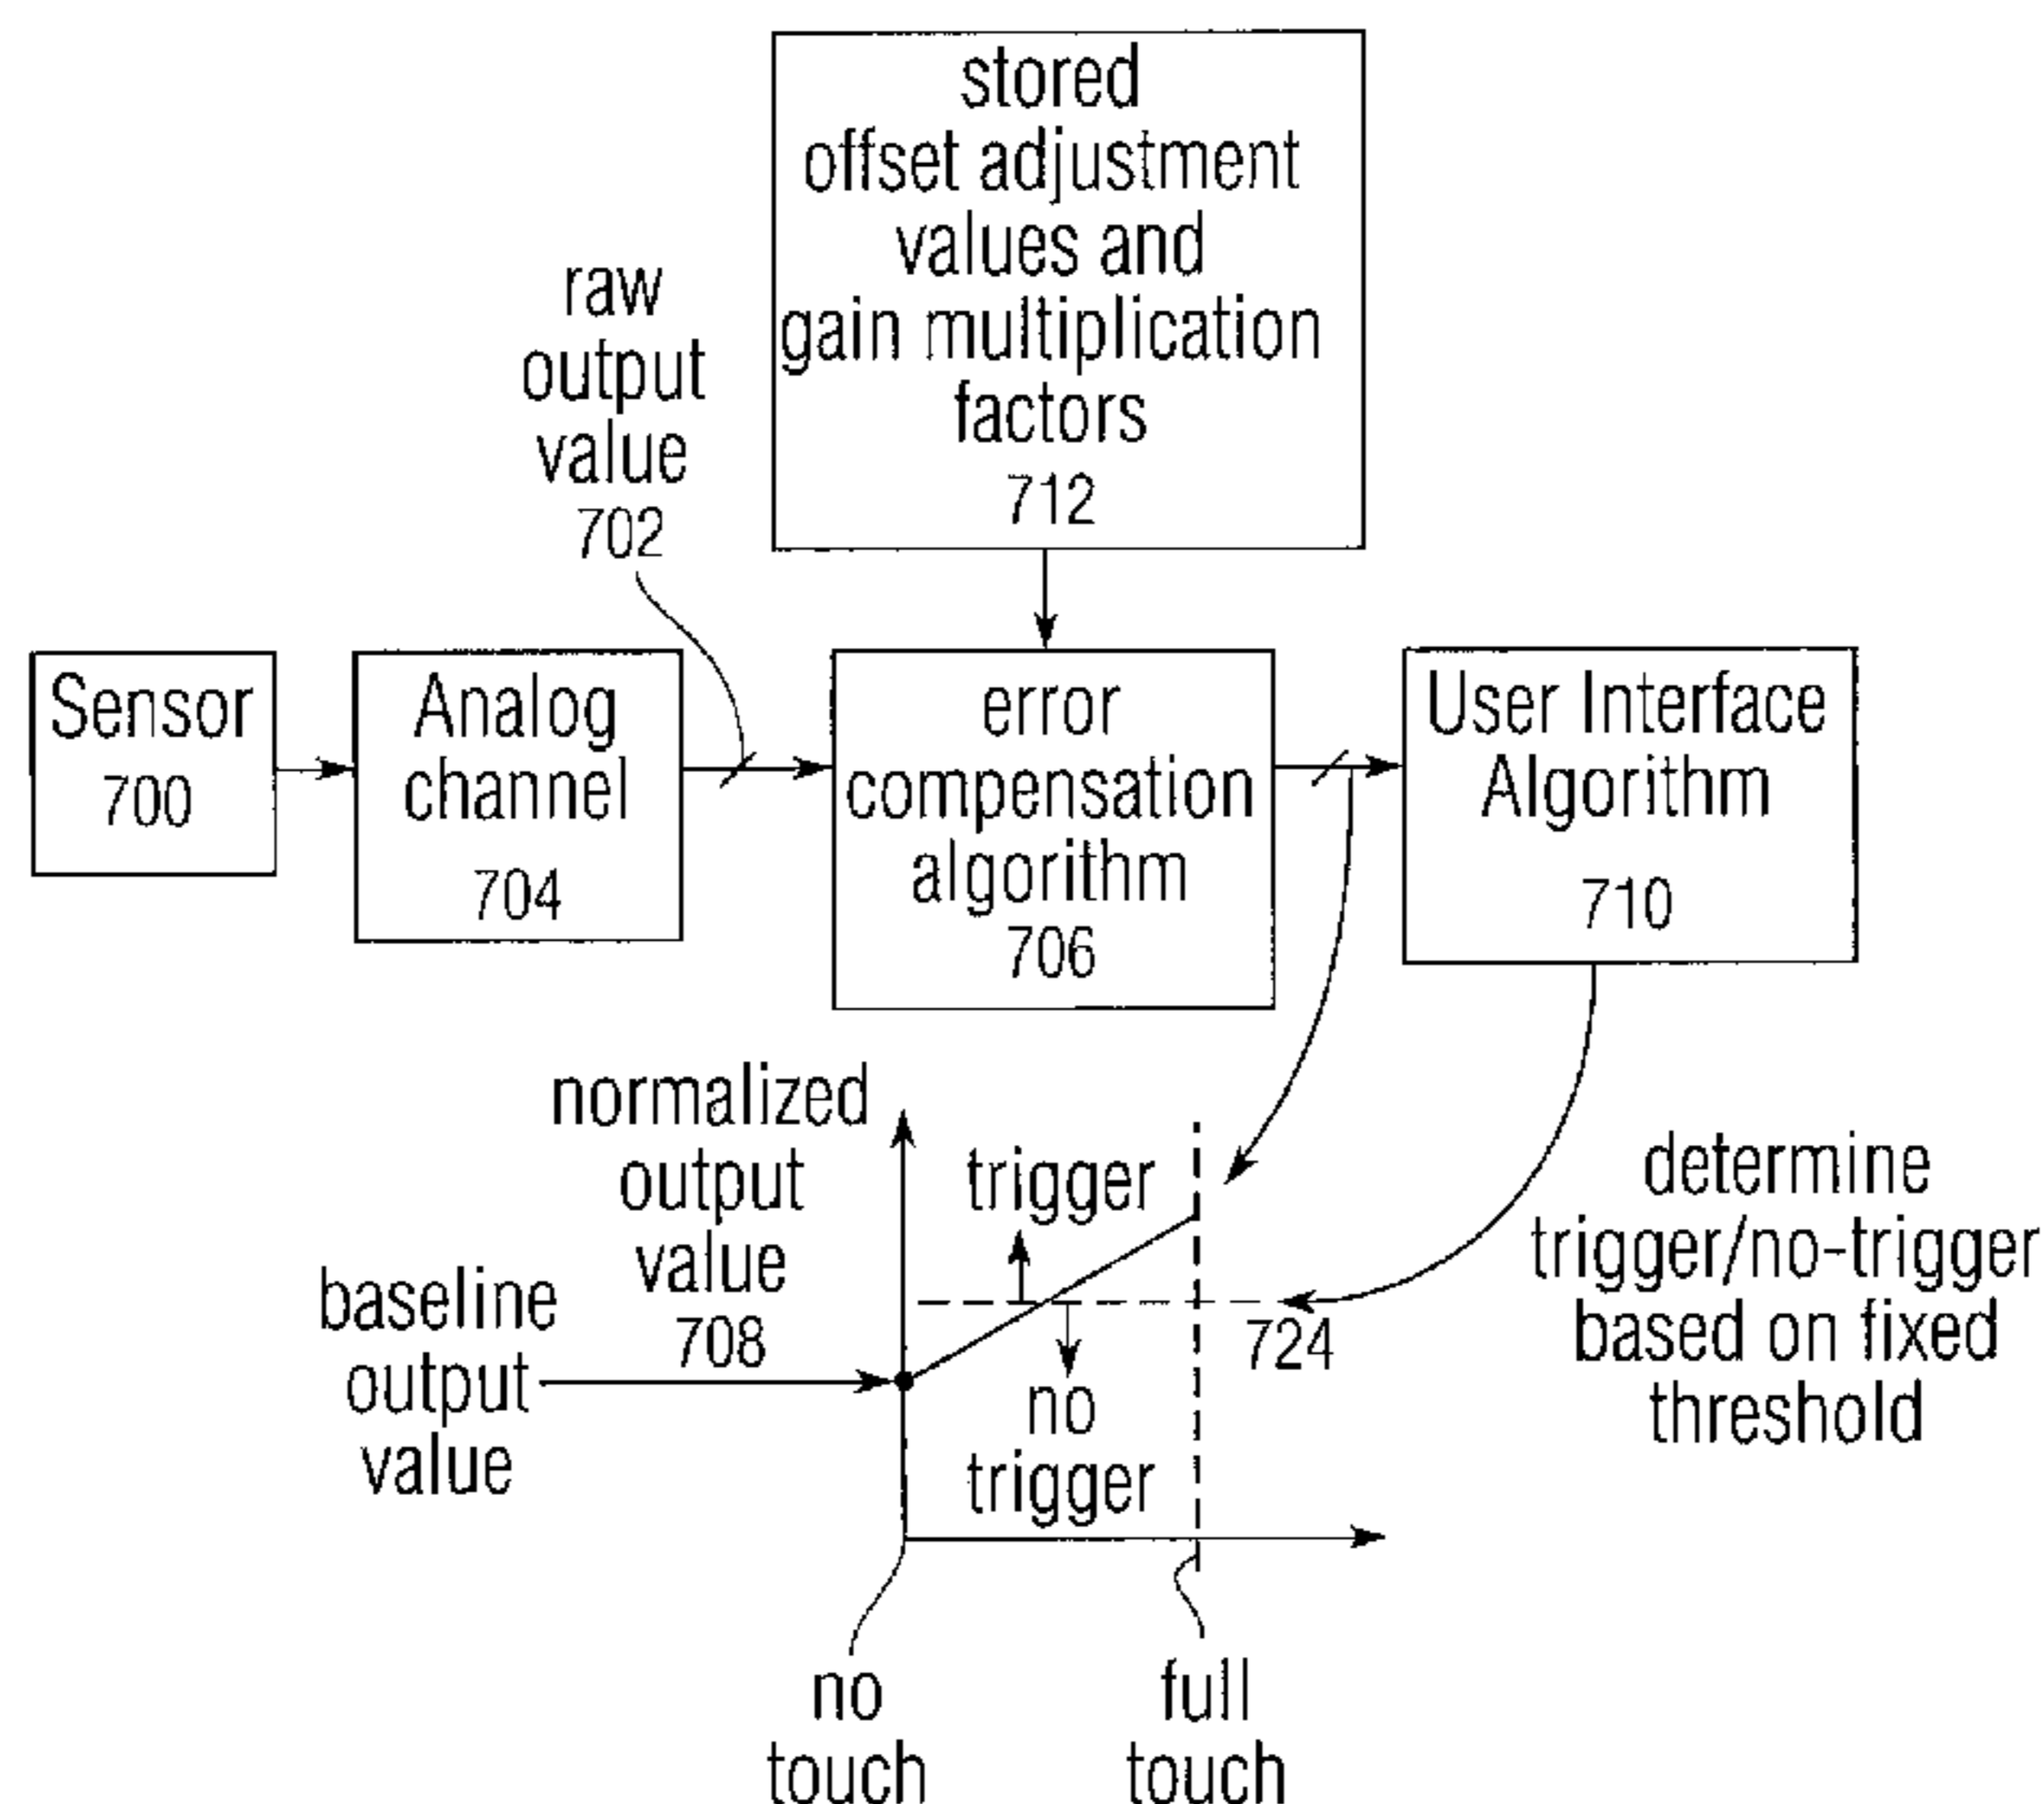 stored
offset adjustment
values and
gain multiplication
factors
712
raw
output
value
702
Sensor
700
Analog
channel
704
error
compensation
algorithm
706
User Interface
Algorithm
710
normalized
output
value
708
trigger
baseline
output
value
no
trigger
724
determine
trigger/no-trigger
based on fixed
threshold
no
touch
full
touch